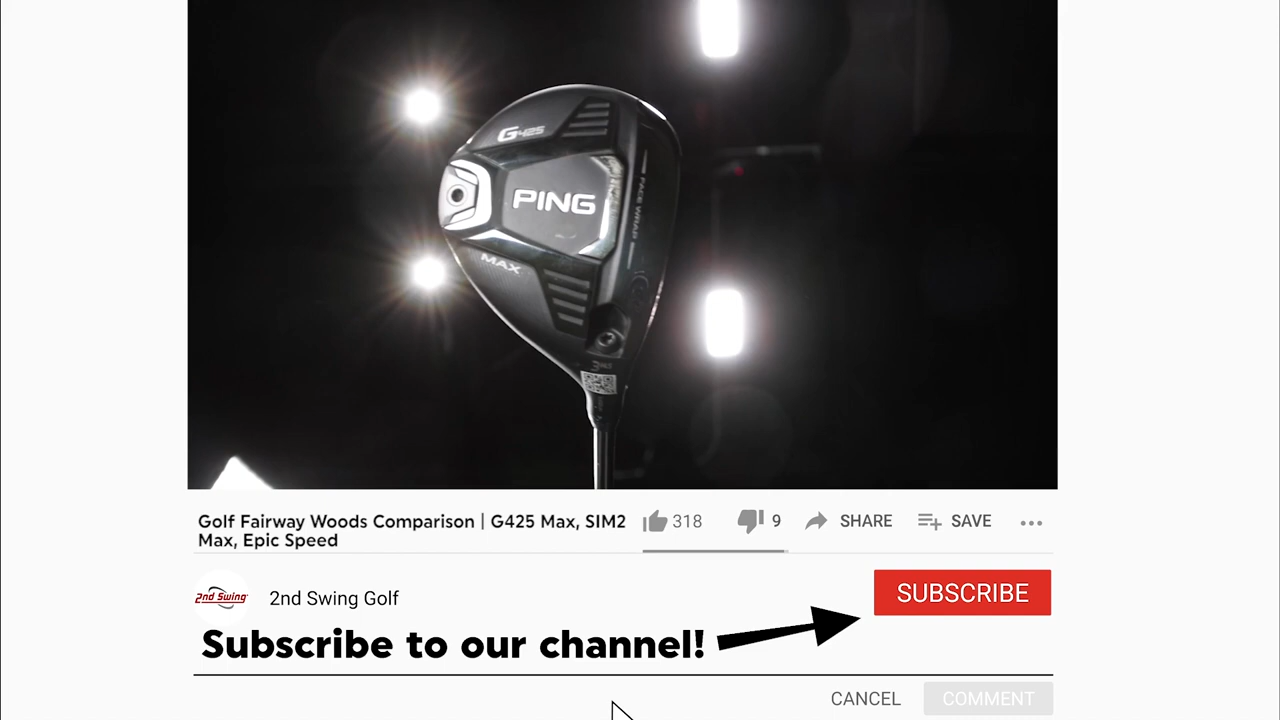 G425
PING
FACE WRAP
MAX
Golf Fairway Woods Comparison | G425 Max, SIM2
Max, Epic Speed
318
9
SHARE
SAVE
2nd Swing
2nd Swing Golf
SUBSCRIBE
Subscribe to our channel!
CANCEL
COMMENT